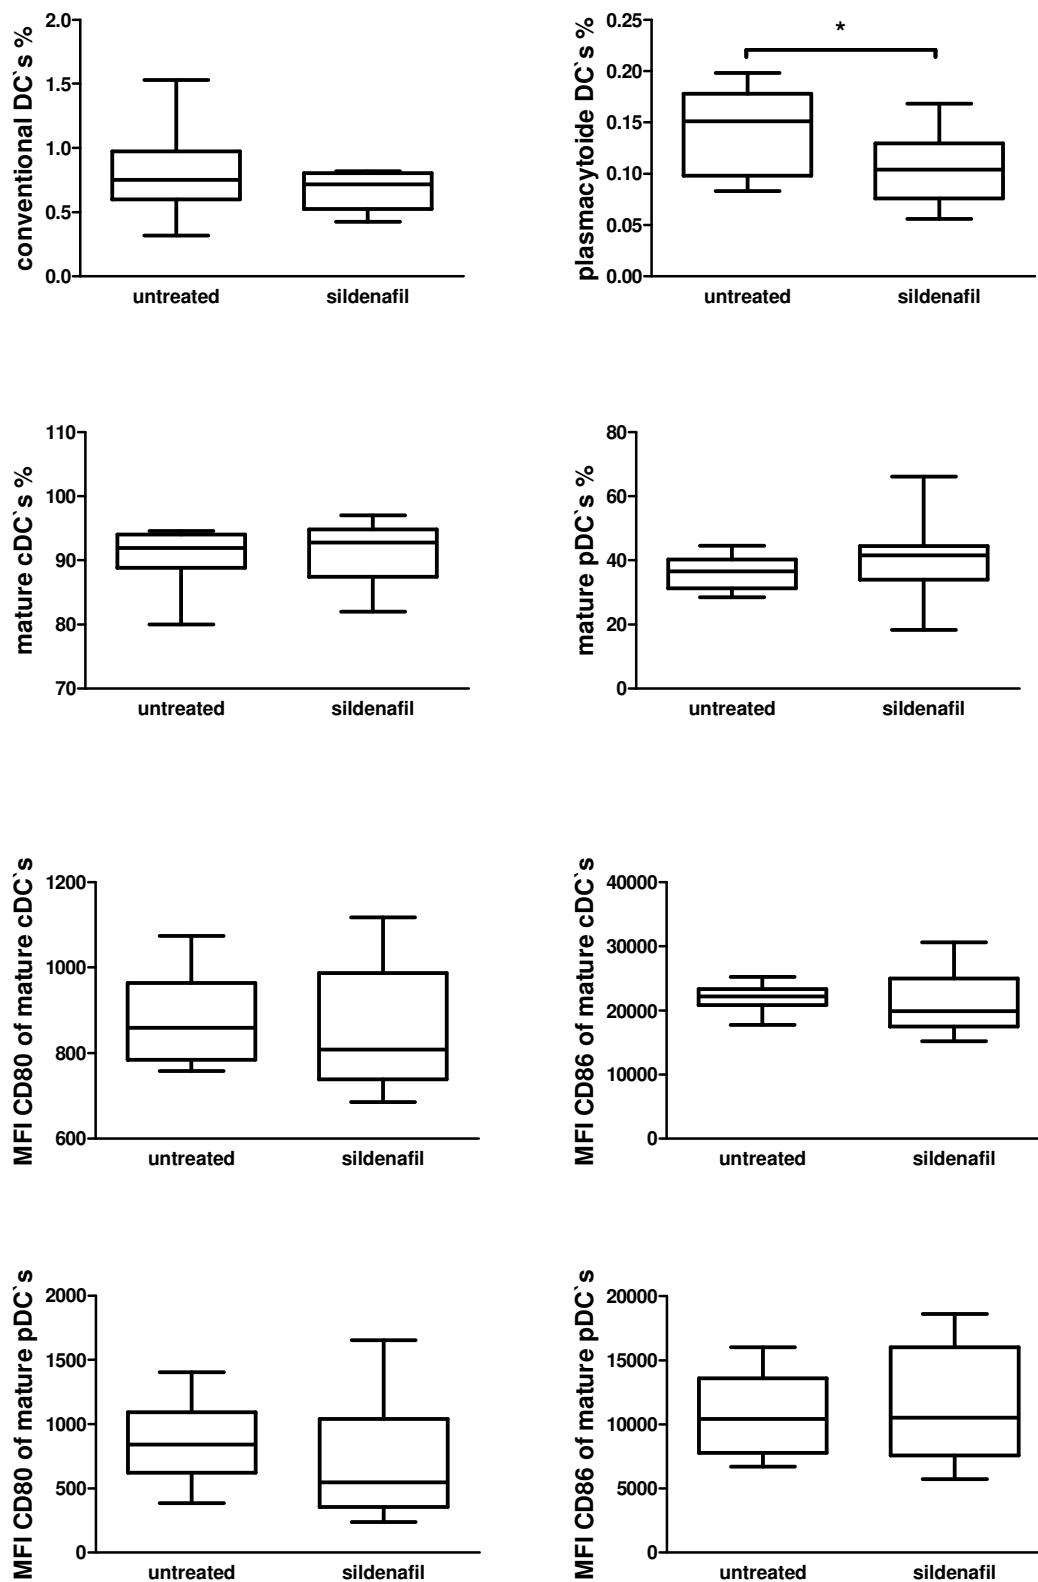 conventional DC`s %
2.0
1.5
1.0
0.5
0.0
untreated sildenafil
plasmacytoide DC`s %
0.25
0.20
0.15
0.10
0.05
0.00
*
untreated sildenafil
mature cDC`s %
110
100
90
80
70
untreated sildenafil
mature pDC`s %
80
60
40
20
0
untreated sildenafil
MFI CD80 of mature cDC`s
1200
1000
800
600
untreated sildenafil
MFI CD86 of mature cDC`s
40000
30000
20000
10000
0
untreated sildenafil
MFI CD80 of mature pDC`s
2000
1500
1000
500
0
untreated sildenafil
MFI CD86 of mature pDC`s
20000
15000
10000
5000
0
untreated sildenafil